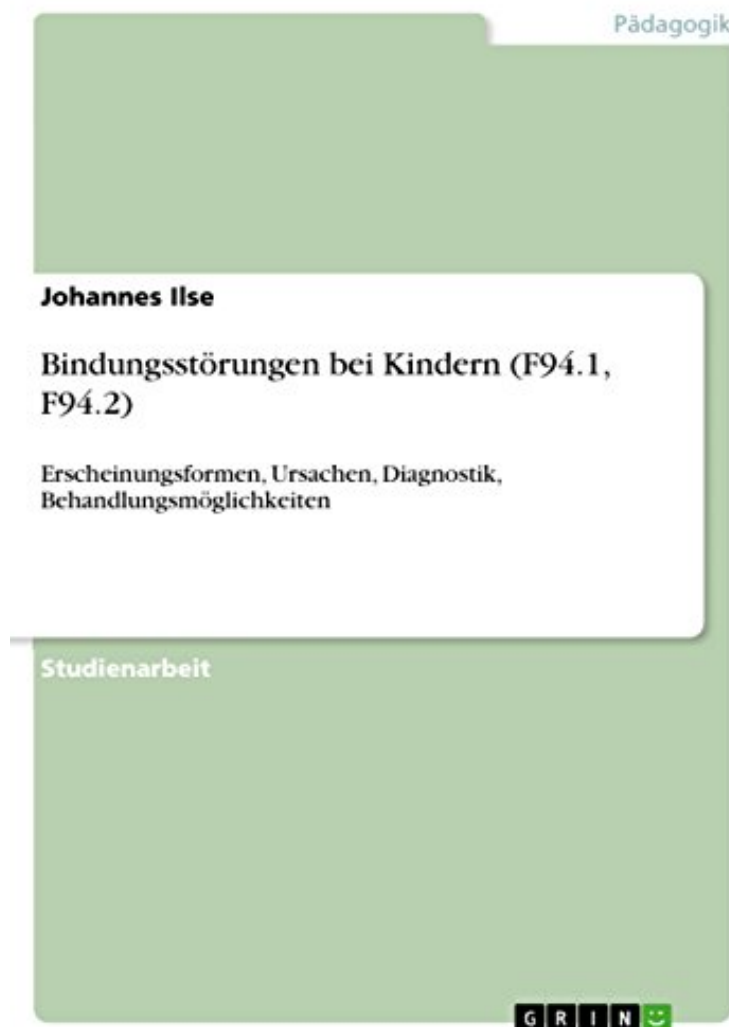 Pädagogik
Johannes Ilse
Bindungsstörungen bei Kindern (F94.1,
F94.2)
Erscheinungsformen, Ursachen, Diagnostik,
Behandlungsmöglichkeiten
Studienarbeit
GRIN